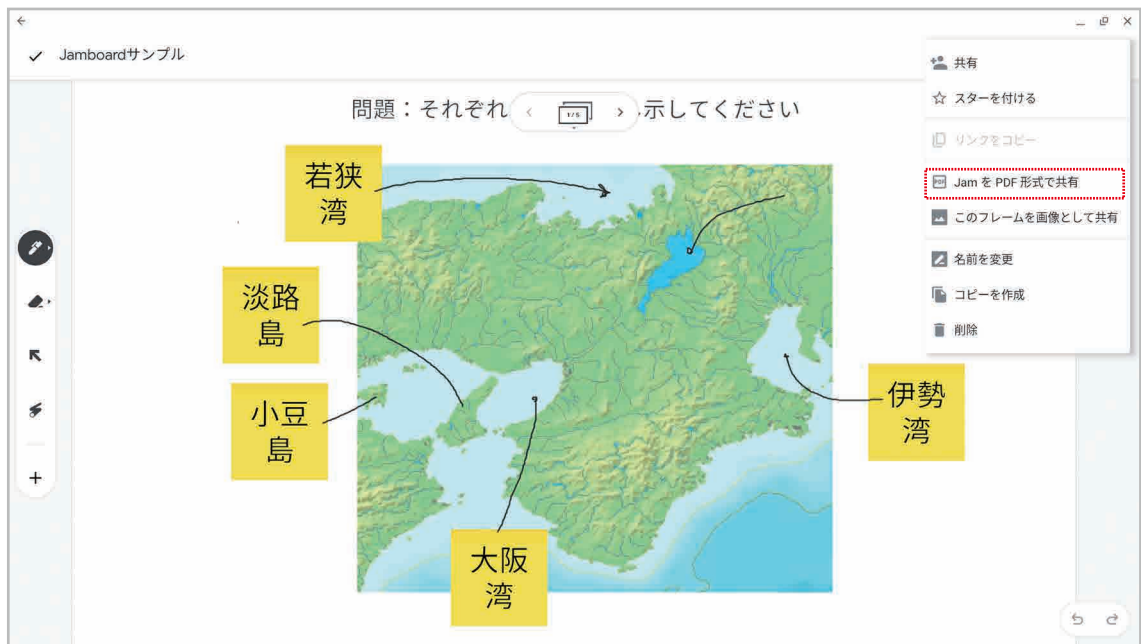 Jamboardサンプル
問題：それぞれ
1/5
示してください
共有
スターを付ける
リンクをコピー
Jam を PDF 形式で共有
このフレームを画像として共有
名前を変更
コピーを作成
削除
若狭
湾
淡路
島
小豆
島
伊勢
湾
大阪
湾